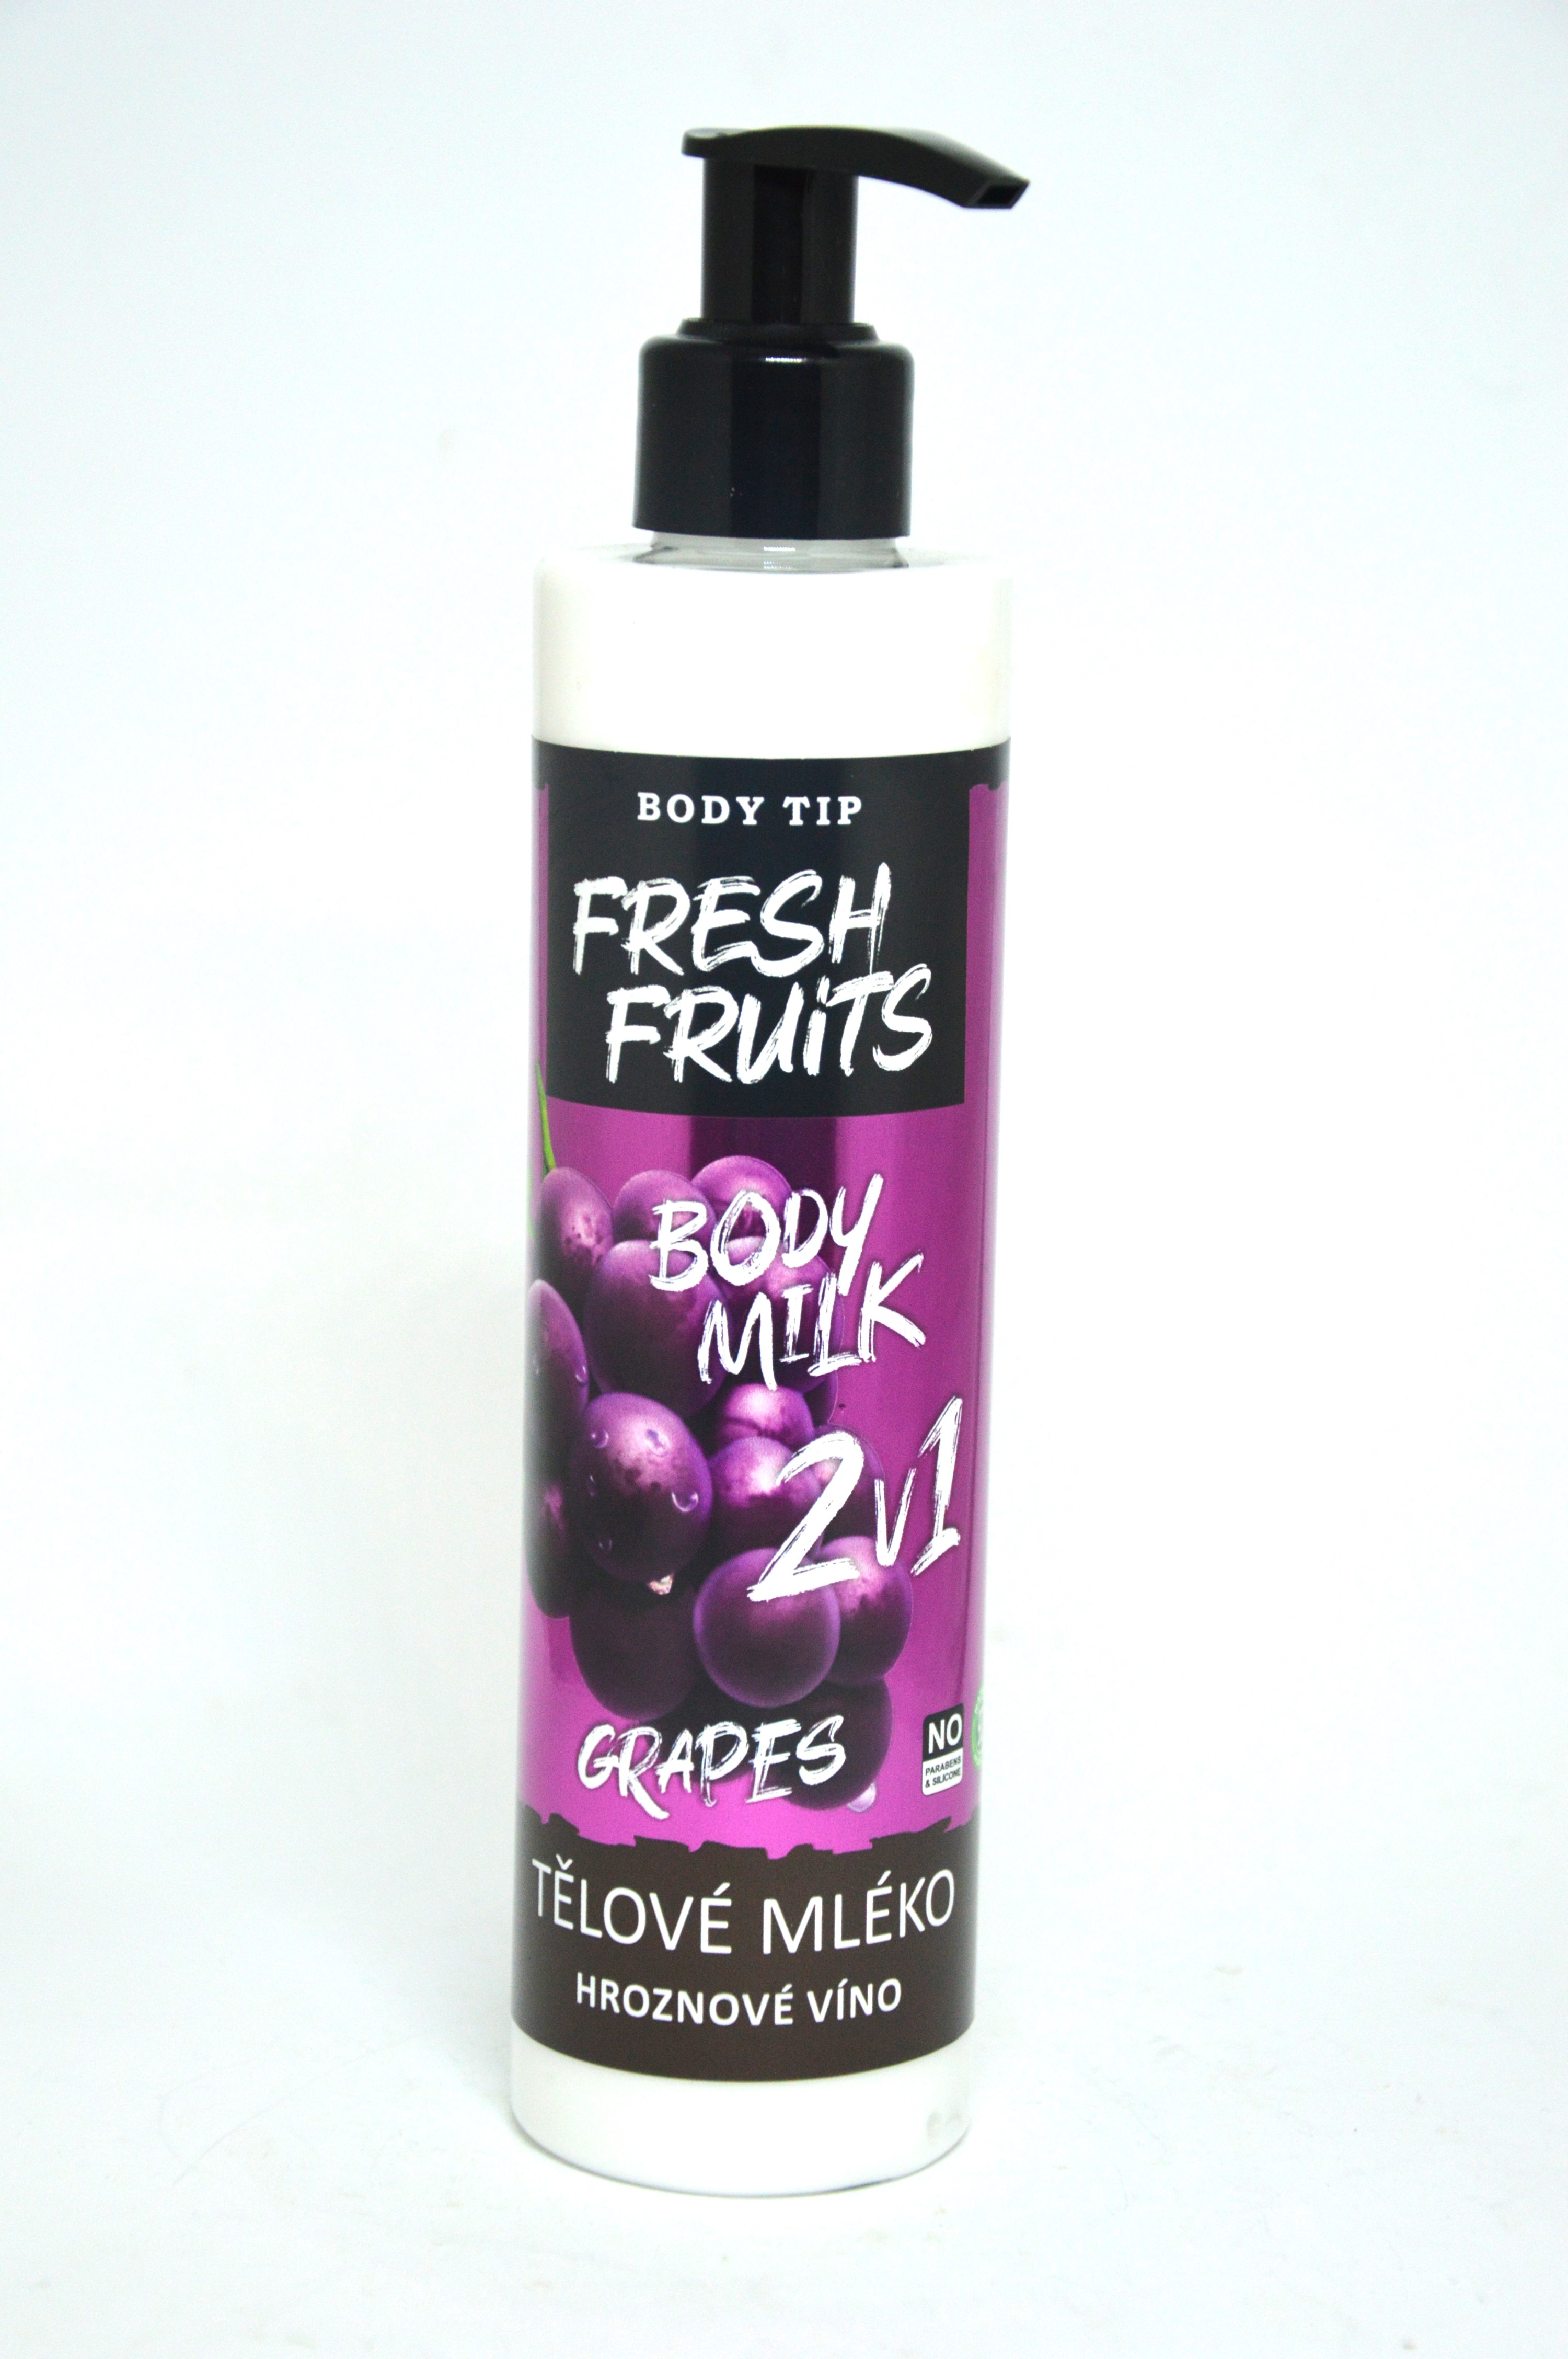 BODY TIP
FRESH
FRUiTS
BODY
MILK
2v1
GRAPES
NO
PARABENS
& SILICONE
TĚLOVÉ MLÉKO
HROZNOVÉ VÍNO